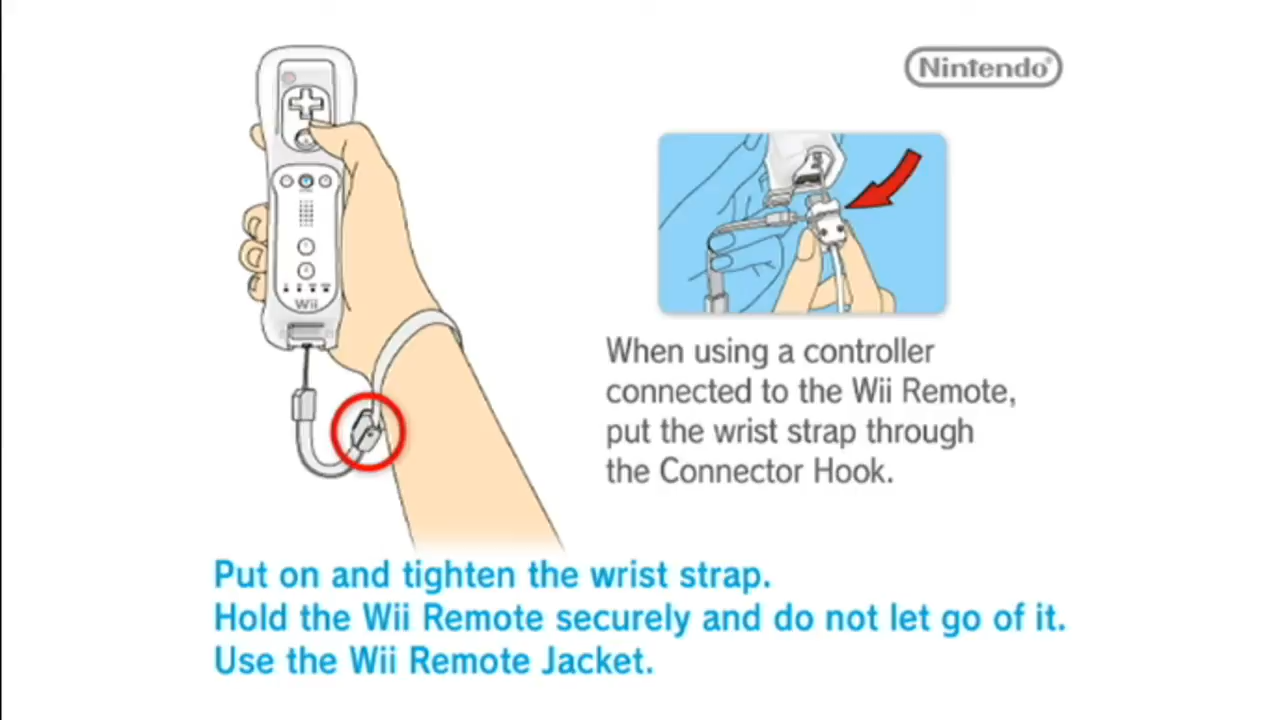 Nintendo®
When using a controller
connected to the Wii Remote,
put the wrist strap through
the Connector Hook.
Wii
Put on and tighten the wrist strap.
Hold the Wii Remote securely and do not let go of it.
Use the Wii Remote Jacket.